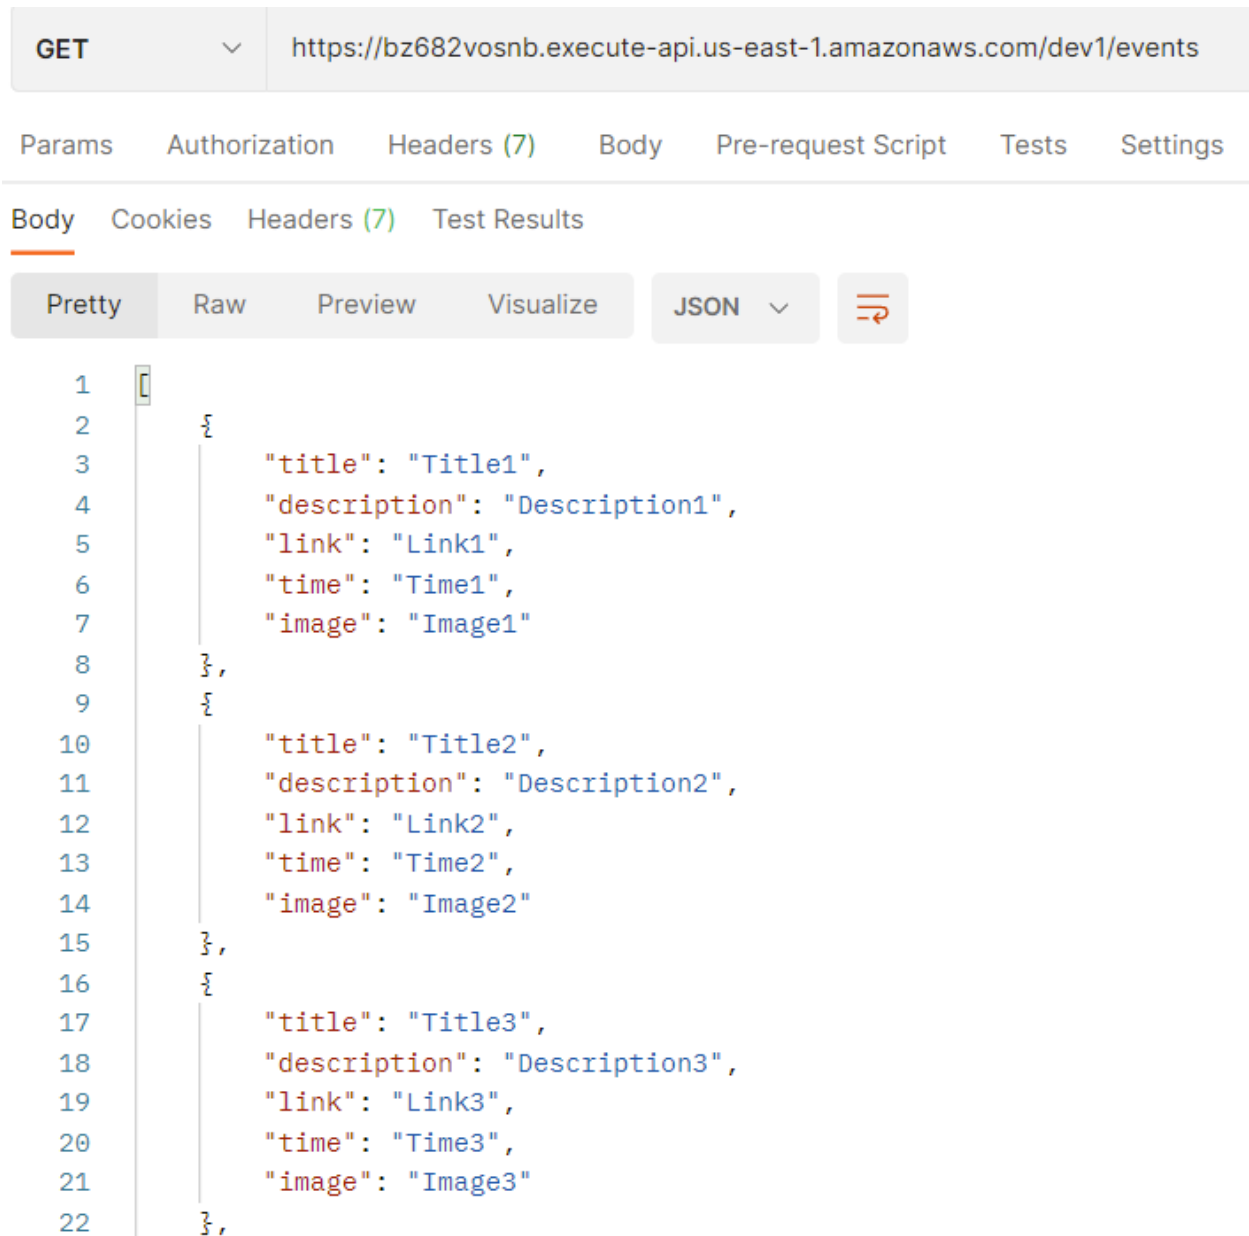 GET https://bz682vosnb.execute-api.us-east-1.amazonaws.com/dev1/events
Params Authorization Headers (7) Body Pre-request Script Tests Settings
Body Cookies Headers (7) Test Results
Pretty Raw Preview Visualize JSON
1 [
2 {
3 "title": "Title1",
4 "description": "Description1",
5 "link": "Link1",
6 "time": "Time1",
7 "image": "Image1"
8 },
9 {
10 "title": "Title2",
11 "description": "Description2",
12 "link": "Link2",
13 "time": "Time2",
14 "image": "Image2"
15 },
16 {
17 "title": "Title3",
18 "description": "Description3",
19 "link": "Link3",
20 "time": "Time3",
21 "image": "Image3"
22 },